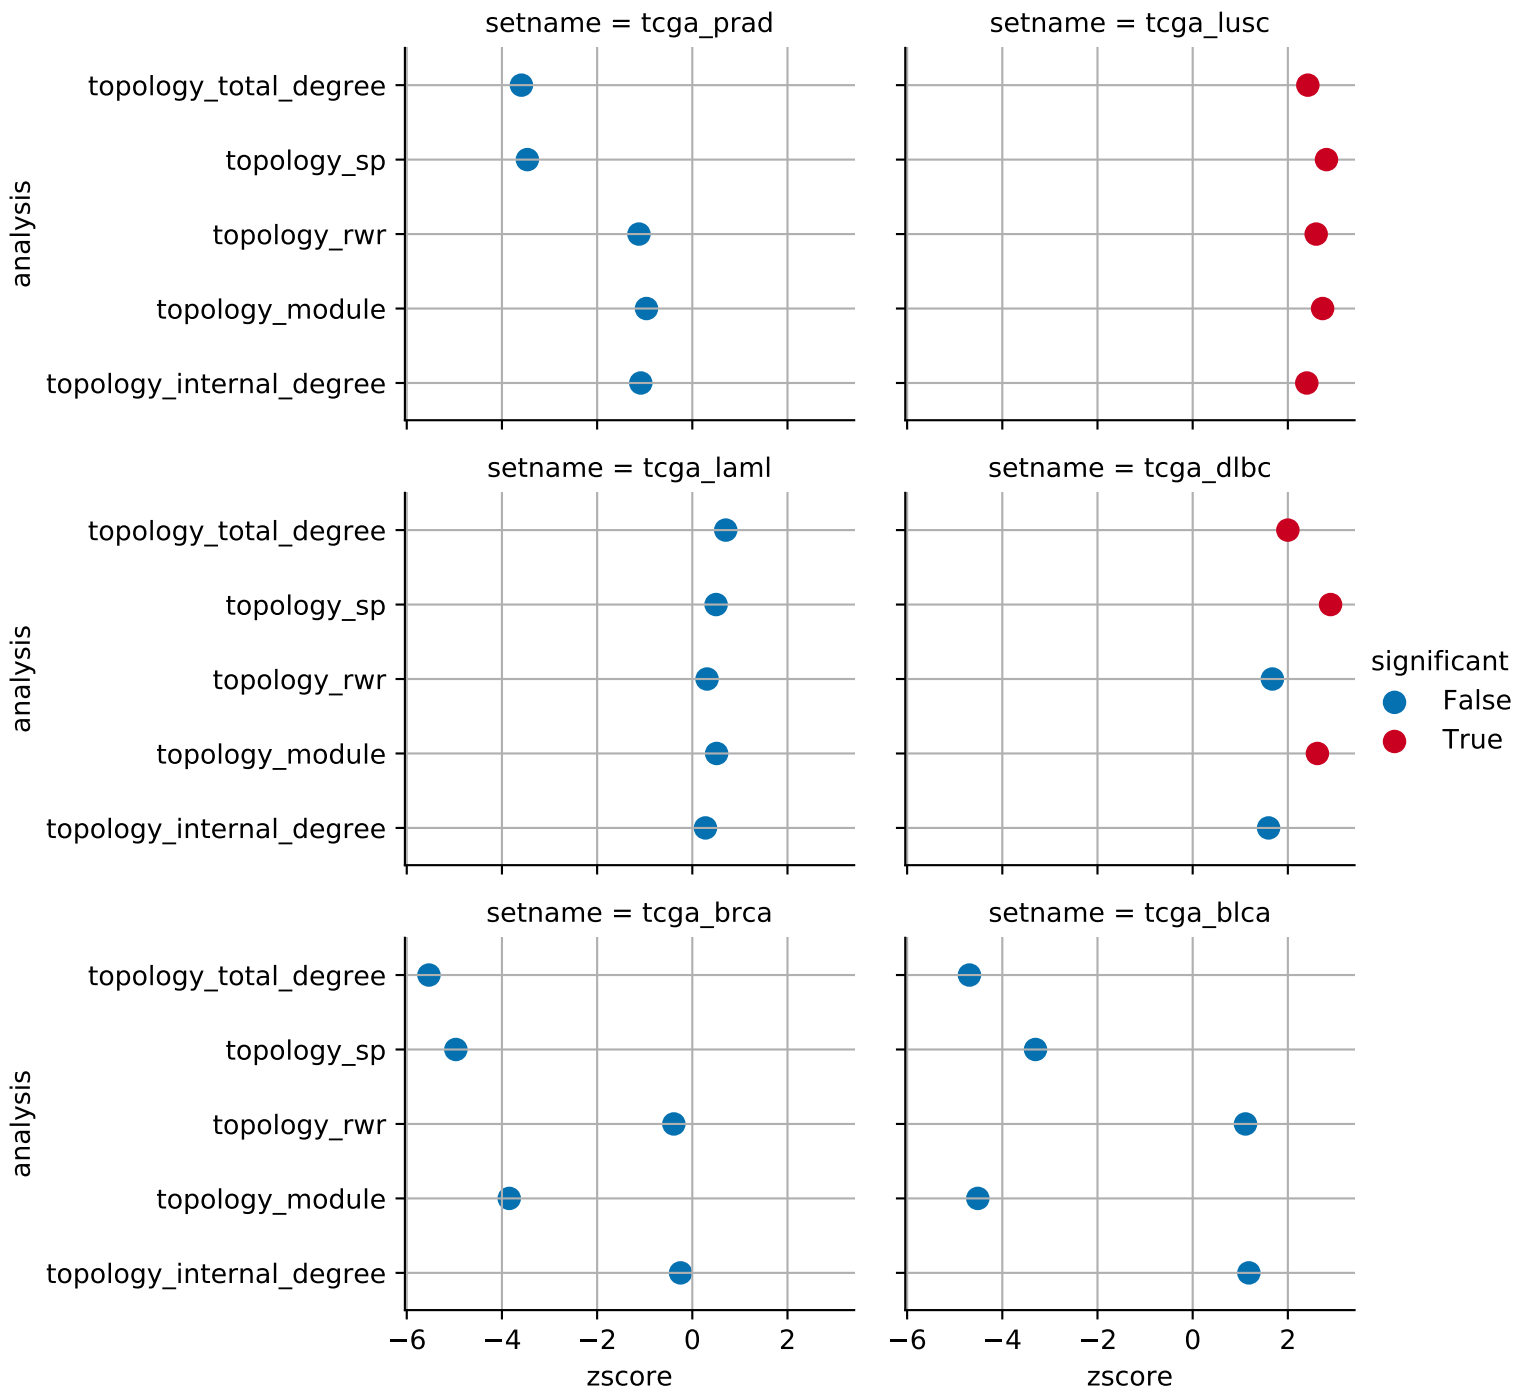 setname = tcga_prad
setname = tcga_lusc
analysis
topology_total_degree
topology_sp
topology_rwr
topology_module
topology_internal_degree
setname = tcga_laml
setname = tcga_dlbc
analysis
topology_total_degree
topology_sp
topology_rwr
topology_module
topology_internal_degree
significant
False
True
setname = tcga_brca
setname = tcga_blca
analysis
topology_total_degree
topology_sp
topology_rwr
topology_module
topology_internal_degree
−6 −4 −2 0 2
−6 −4 −2 0 2
zscore
zscore